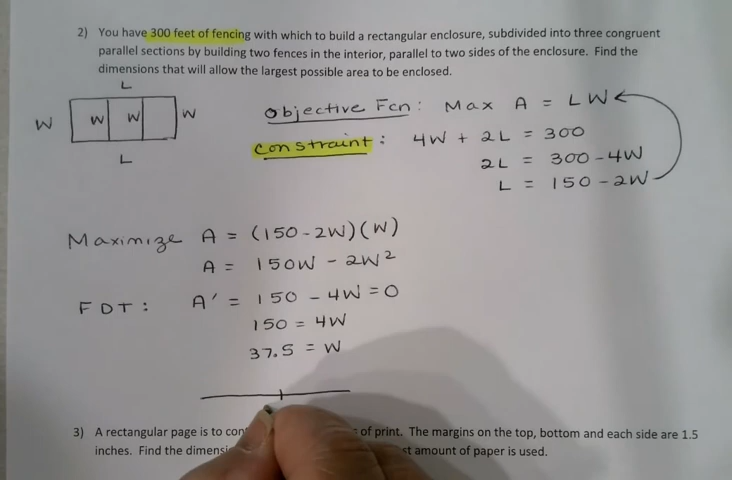 2) You have 300 feet of fencing with which to build a rectangular enclosure, subdivided into three congruent
parallel sections by building two fences in the interior, parallel to two sides of the enclosure. Find the
dimensions that will allow the largest possible area to be enclosed.
L
W W W W
L
Objective Fcn: Max A = LW
Constraint: 4W + 2L = 300
2L = 300 - 4W
L = 150 - 2W
Maximize A = (150 - 2W)(W)
A = 150W - 2W²
FDT: A' = 150 - 4W = 0
150 = 4W
37.5 = W
3) A rectangular page is to of print. The margins on the top, bottom and each side are 1.5
inches. Find the amount of paper is used.